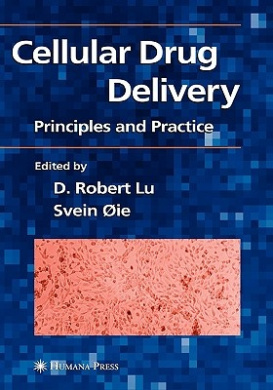 Cellular Drug
Delivery
Principles and Practice
Edited by
D. Robert Lu
Svein Øie
HUMANA PRESS